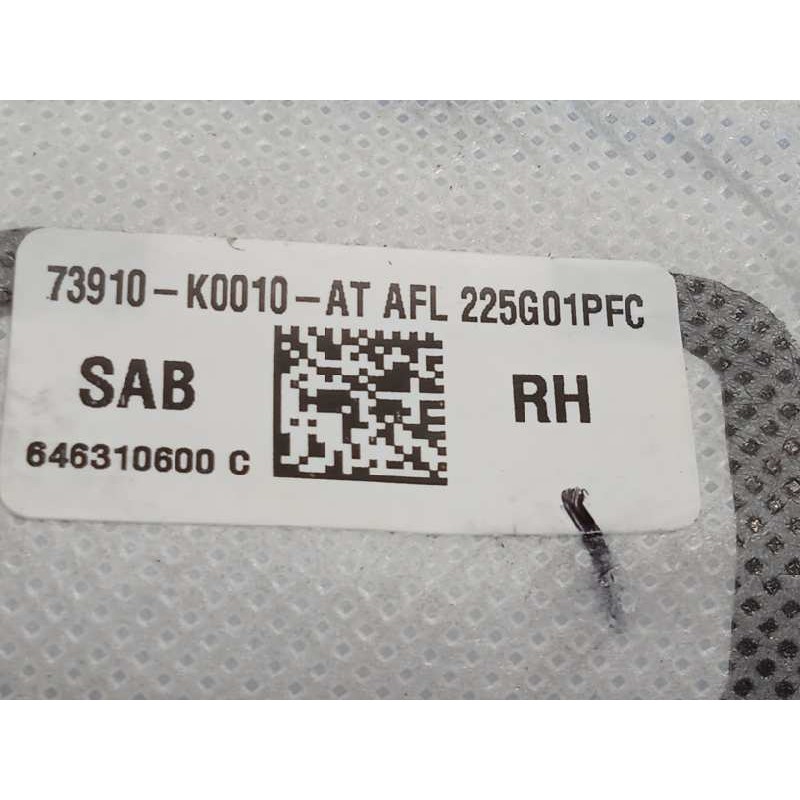 73910-K0010-AT AFL 225G01PFC
SAB RH
646310600 C